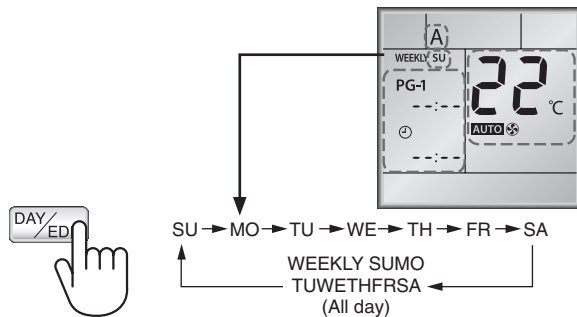 A
WEEKLY SU
PG-1
--:--
--:--
22 °C
AUTO
DAY/ED
SU MO TU WE TH FR SA
WEEKLY SUMO
TUWETHFRSA
(All day)